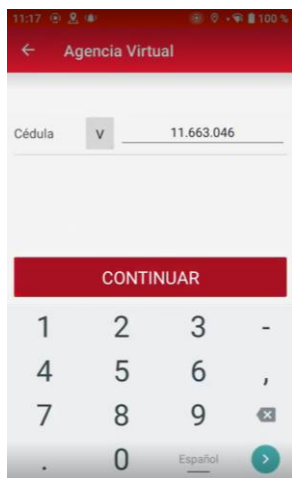 11:17 100 %
Agencia Virtual
Cédula V 11.663.046
CONTINUAR
1 2 3 -
4 5 6 ,
7 8 9
. 0 Español